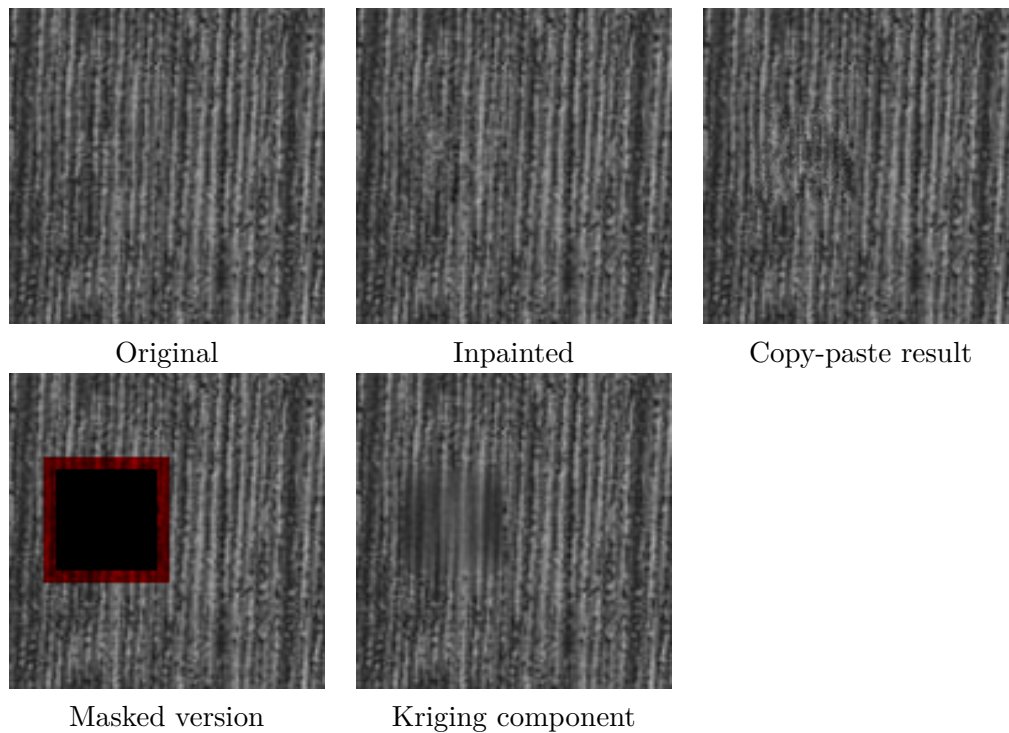 Original
Inpainted
Copy-paste result
Masked version
Kriging component